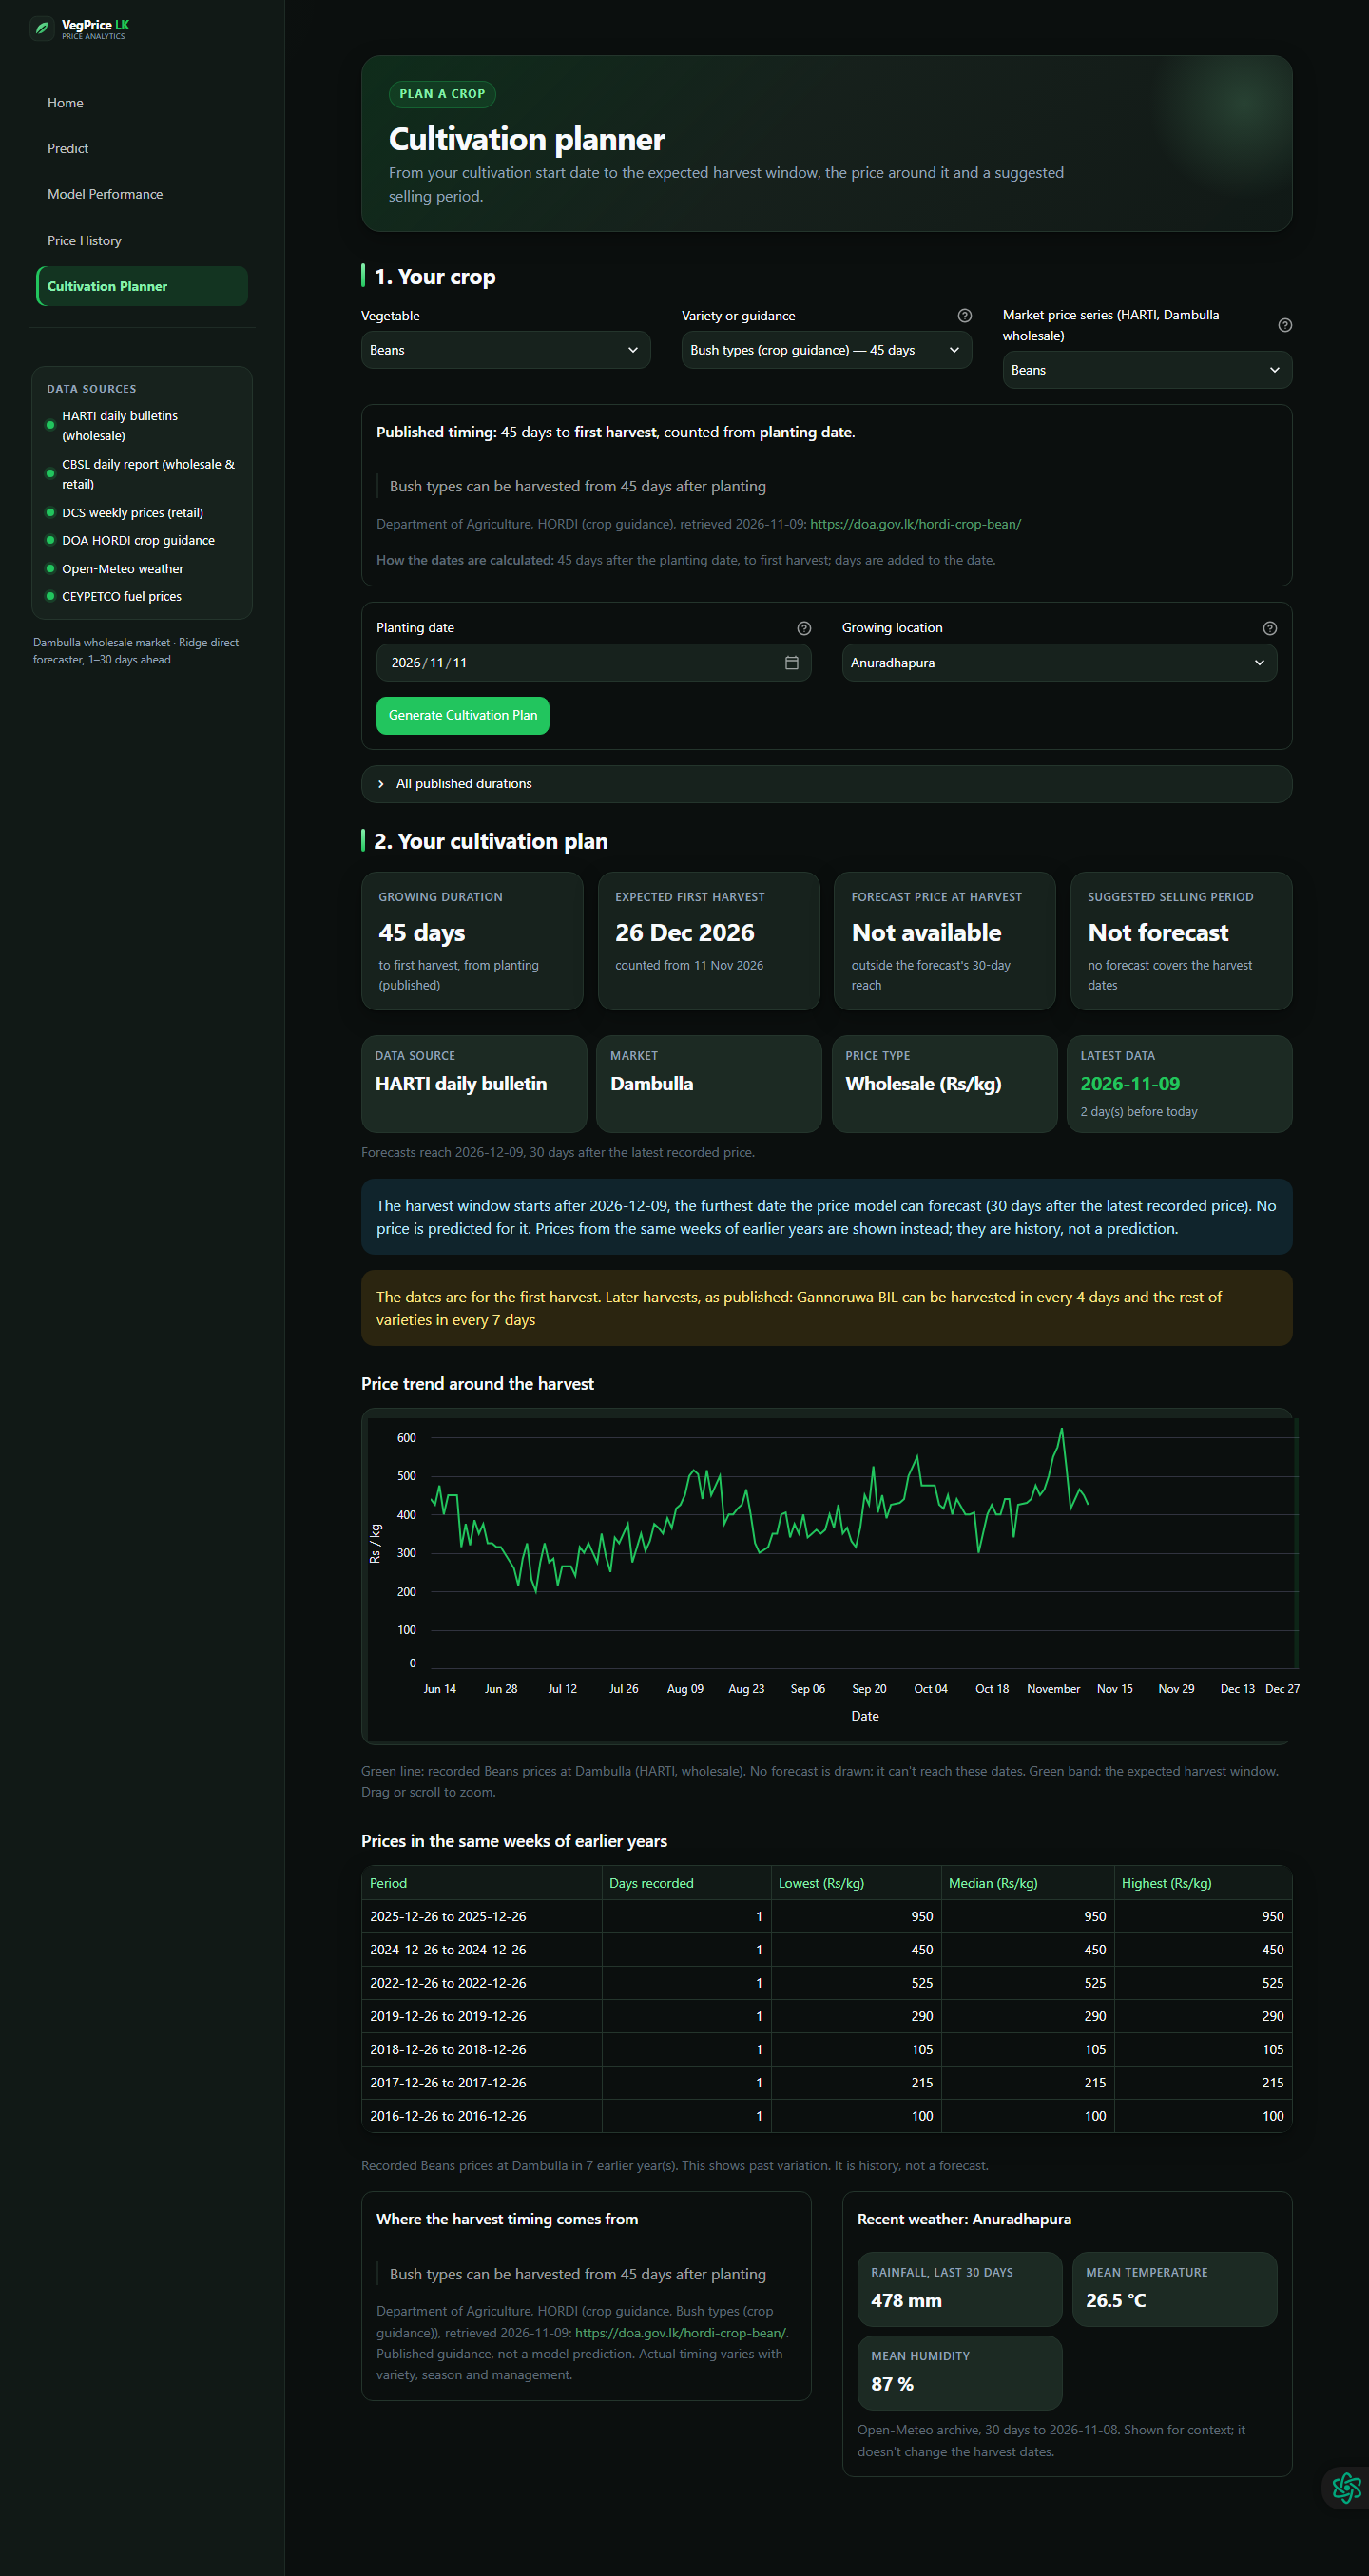 VegPrice LK
PRICE ANALYTICS
Home
Predict
Model Performance
Price History
Cultivation Planner
DATA SOURCES
HARTI daily bulletins
(wholesale)
CBSL daily report (wholesale &
retail)
DCS weekly prices (retail)
DOA HORDI crop guidance
Open-Meteo weather
CEYPETCO fuel prices
Dambulla wholesale market · Ridge direct
forecaster, 1–30 days ahead
PLAN A CROP
Cultivation planner
From your cultivation start date to the expected harvest window, the price around it and a suggested
selling period.
1. Your crop
Vegetable
Beans
Variety or guidance
Bush types (crop guidance) — 45 days
Market price series (HARTI, Dambulla
wholesale)
Beans
Published timing: 45 days to first harvest, counted from planting date.
Bush types can be harvested from 45 days after planting
Department of Agriculture, HORDI (crop guidance), retrieved 2026-11-09: https://doa.gov.lk/hordi-crop-bean/
How the dates are calculated: 45 days after the planting date, to first harvest; days are added to the date.
Planting date
2026/11/11
Growing location
Anuradhapura
Generate Cultivation Plan
All published durations
2. Your cultivation plan
GROWING DURATION
45 days
to first harvest, from planting
(published)
EXPECTED FIRST HARVEST
26 Dec 2026
counted from 11 Nov 2026
FORECAST PRICE AT HARVEST
Not available
outside the forecast's 30-day
reach
SUGGESTED SELLING PERIOD
Not forecast
no forecast covers the harvest
dates
DATA SOURCE
HARTI daily bulletin
MARKET
Dambulla
PRICE TYPE
Wholesale (Rs/kg)
LATEST DATA
2026-11-09
2 day(s) before today
Forecasts reach 2026-12-09, 30 days after the latest recorded price.
The harvest window starts after 2026-12-09, the furthest date the price model can forecast (30 days after the latest recorded price). No
price is predicted for it. Prices from the same weeks of earlier years are shown instead; they are history, not a prediction.
The dates are for the first harvest. Later harvests, as published: Gannoruwa BIL can be harvested in every 4 days and the rest of
varieties in every 7 days
Price trend around the harvest
600
500
400
300
200
100
0
Rs / kg
Jun 14 Jun 28 Jul 12 Jul 26 Aug 09 Aug 23 Sep 06 Sep 20 Oct 04 Oct 18 November Nov 15 Nov 29 Dec 13 Dec 27
Date
Green line: recorded Beans prices at Dambulla (HARTI, wholesale). No forecast is drawn: it can't reach these dates. Green band: the expected harvest window.
Drag or scroll to zoom.
Prices in the same weeks of earlier years
Period Days recorded Lowest (Rs/kg) Median (Rs/kg) Highest (Rs/kg)
2025-12-26 to 2025-12-26 1 950 950 950
2024-12-26 to 2024-12-26 1 450 450 450
2022-12-26 to 2022-12-26 1 525 525 525
2019-12-26 to 2019-12-26 1 290 290 290
2018-12-26 to 2018-12-26 1 105 105 105
2017-12-26 to 2017-12-26 1 215 215 215
2016-12-26 to 2016-12-26 1 100 100 100
Recorded Beans prices at Dambulla in 7 earlier year(s). This shows past variation. It is history, not a forecast.
Where the harvest timing comes from
Bush types can be harvested from 45 days after planting
Department of Agriculture, HORDI (crop guidance, Bush types (crop
guidance)), retrieved 2026-11-09: https://doa.gov.lk/hordi-crop-bean/.
Published guidance, not a model prediction. Actual timing varies with
variety, season and management.
Recent weather: Anuradhapura
RAINFALL, LAST 30 DAYS
478 mm
MEAN TEMPERATURE
26.5 °C
MEAN HUMIDITY
87 %
Open-Meteo archive, 30 days to 2026-11-08. Shown for context; it
doesn't change the harvest dates.